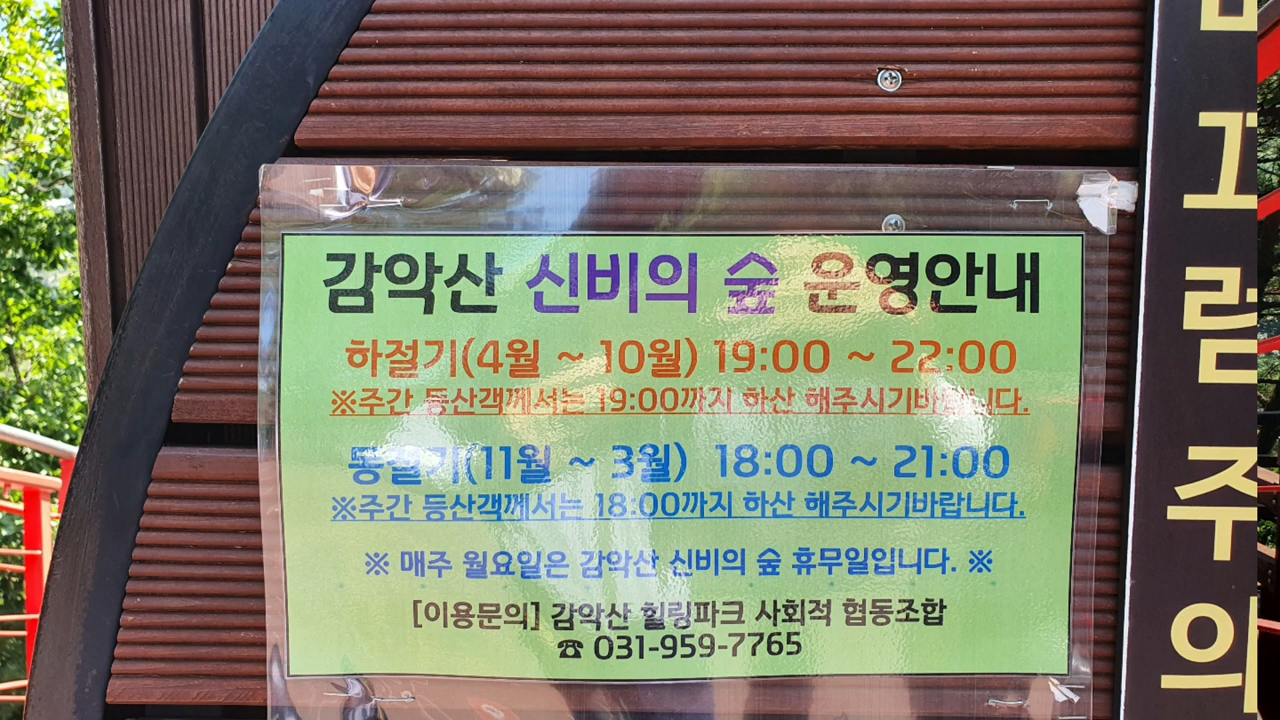 감악산 신비의 숲 운영안내
하절기(4월 ~ 10월) 19:00 ~ 22:00
※주간 등산객께서는 19:00까지 하산 해주시기바랍니다.
동절기(11월 ~ 3월) 18:00 ~ 21:00
※주간 등산객께서는 18:00까지 하산 해주시기바랍니다.
※ 매주 월요일은 감악산 신비의 숲 휴무일입니다. ※
[이용문의] 감악산 힐링파크 사회적 협동조합
☎ 031-959-7765
고
림
주
의